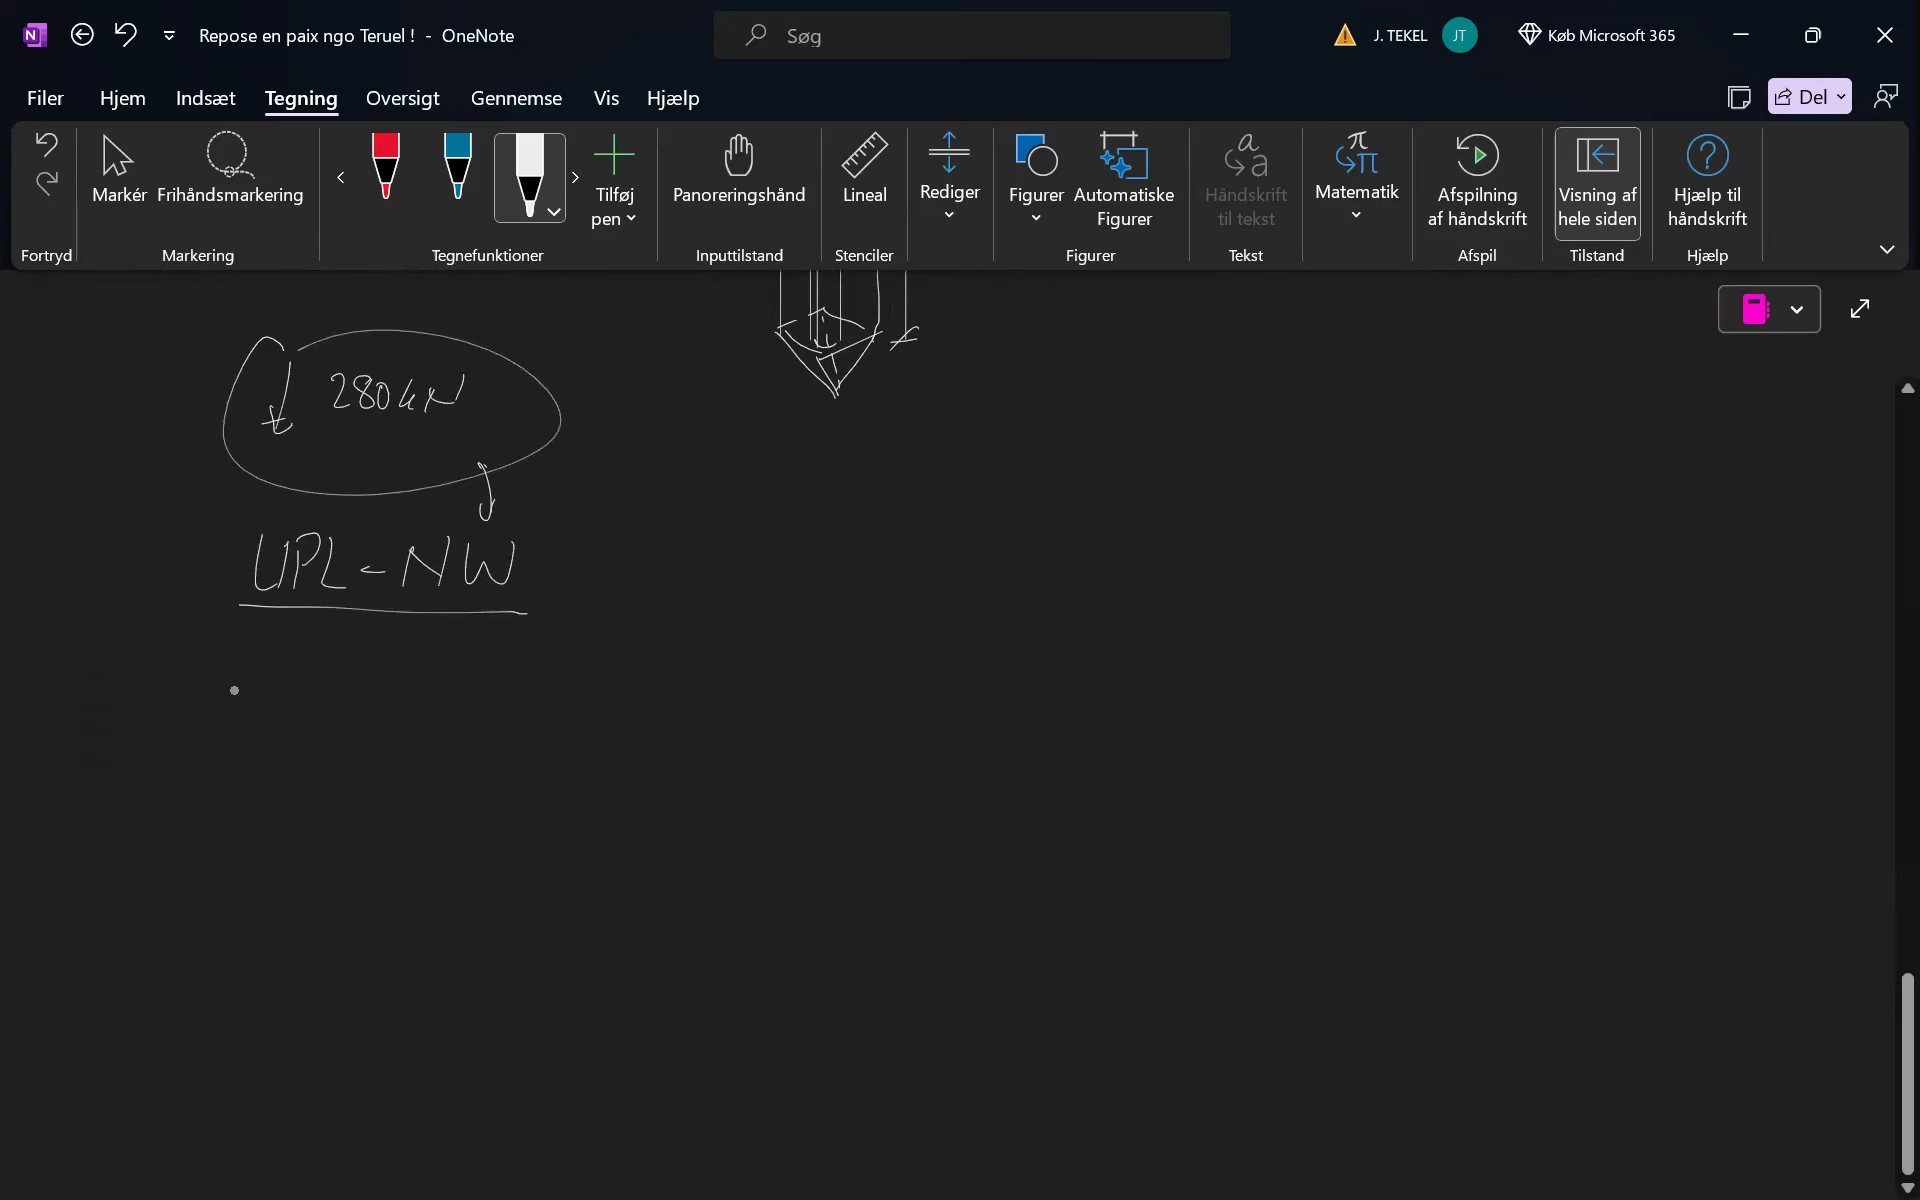 Repose en paix ngo Teruel ! - OneNote
Søg
J. TEKEL
JT
Køb Microsoft 365
Filer Hjem Indsæt Tegning Oversigt Gennemse Vis Hjælp
Del
Markér Frihåndsmarkering
Tilføj pen
Panoreringshånd
Lineal
Rediger
Figurer
Automatiske Figurer
Håndskrift til tekst
Matematik
Afspilning af håndskrift
Visning af hele siden
Hjælp til håndskrift
Fortryd Markering Tegnefunktioner Inputtilstand Stenciler Figurer Tekst Afspil Tilstand Hjælp
280kN
UPL-NW